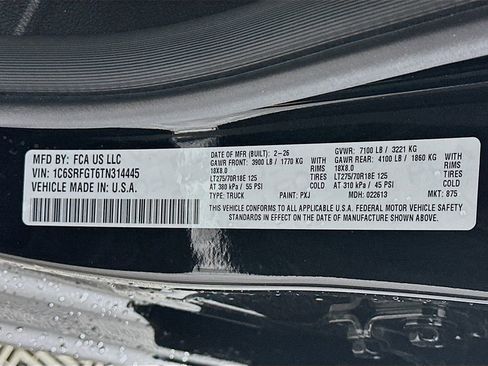 MFD BY: FCA US LLC
VIN: 1C6SRFGT6TN314445
VEHICLE MADE IN U.S.A.
DATE OF MFR (BUILT): 2-26 GVWR: 7100 LB / 3221 KG
GAWR FRONT: 3900 LB / 1770 KG WITH GAWR REAR: 4100 LB / 1860 KG WITH
18X8.0 RIMS 18X8.0 RIMS
LT275/70R18E 125 TIRES LT275/70R18E 125 TIRES
AT 380 kPa / 55 PSI COLD AT 310 kPa / 45 PSI COLD
TYPE: TRUCK PAINT: PXJ MDH: 022613 MKT: 875
THIS VEHICLE CONFORMS TO ALL APPLICABLE U.S.A. FEDERAL MOTOR VEHICLE SAFETY
STANDARDS IN EFFECT ON THE DATE OF MANUFACTURE SHOWN ABOVE.